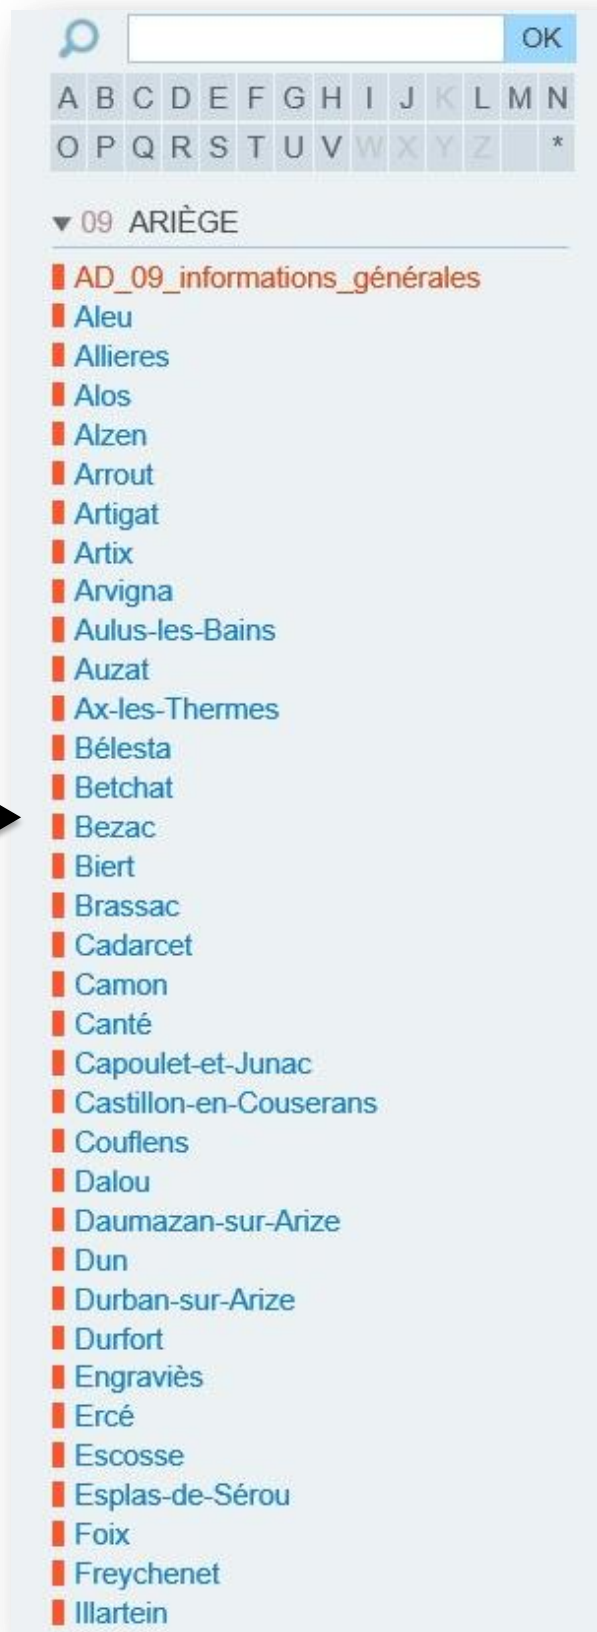 OK
A B C D E F G H I J K L M N
O P Q R S T U V W X Y Z *
▼ 09 ARIÈGE
AD_09_informations_générales
Aleu
Allieres
Alos
Alzen
Arrout
Artigat
Artix
Arvigna
Aulus-les-Bains
Auzat
Ax-les-Thermes
Bélesta
Betchat
Bezac
Biert
Brassac
Cadarcet
Camon
Canté
Capoulet-et-Junac
Castillon-en-Couserans
Couflens
Dalou
Daumazan-sur-Arize
Dun
Durban-sur-Arize
Durfort
Engraviès
Ercé
Escosse
Esplas-de-Sérou
Foix
Freychenet
Illartein